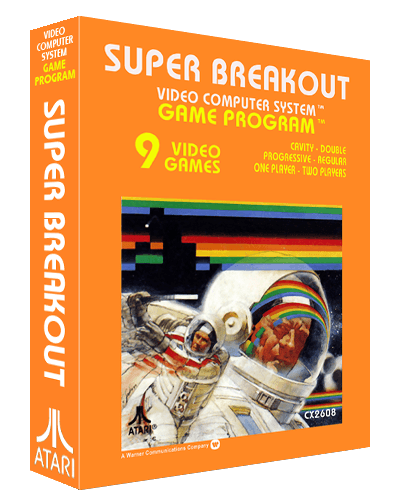 VIDEO
COMPUTER
SYSTEM
GAME
PROGRAM
SUPER BREAKOUT
ATARI
SUPER BREAKOUT
VIDEO COMPUTER SYSTEM™
GAME PROGRAM™
9 VIDEO
GAMES
CAVITY - DOUBLE
PROGRESSIVE - REGULAR
ONE PLAYER - TWO PLAYERS
ATARI®
CX2608
A Warner Communications Company